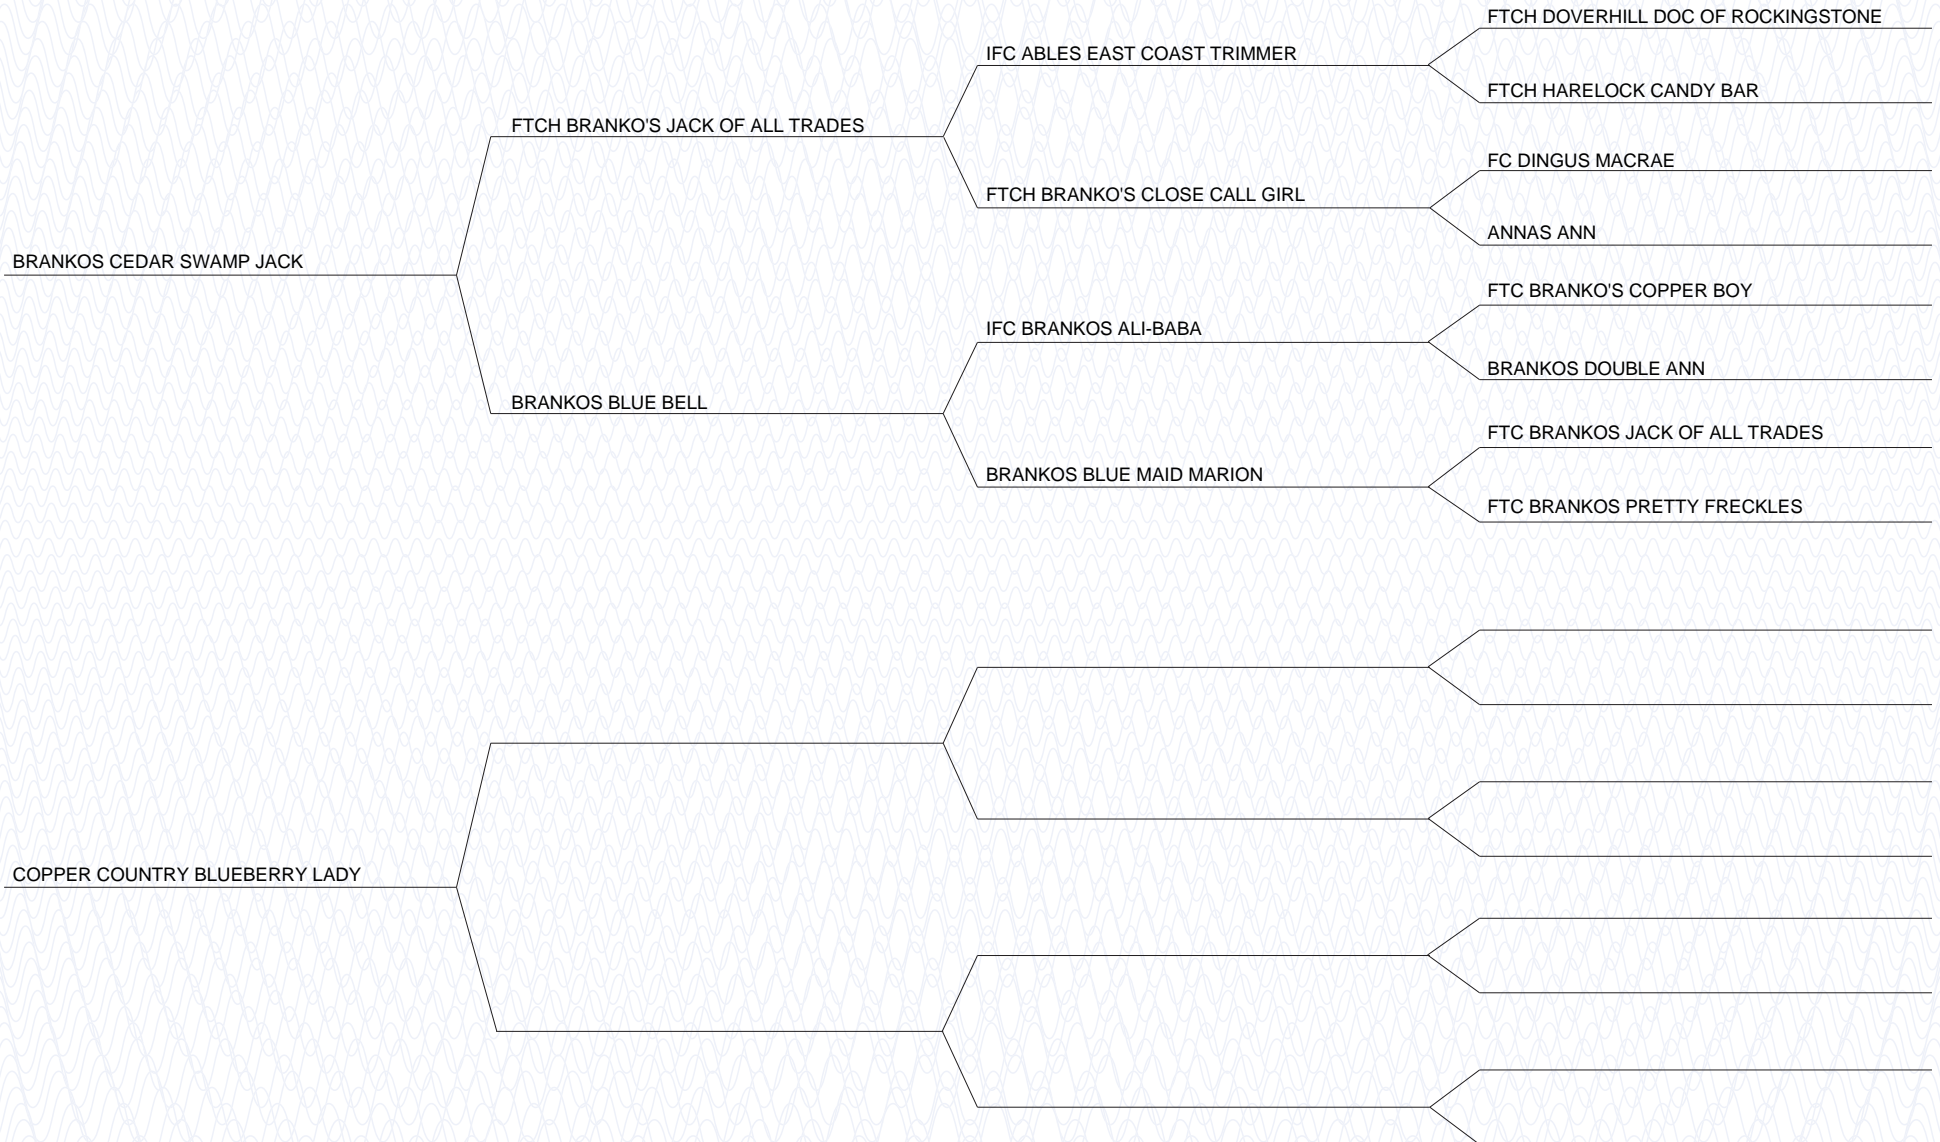 FTCH DOVERHILL DOC OF ROCKINGSTONE
IFC ABLES EAST COAST TRIMMER
FTCH HARELOCK CANDY BAR
FTCH BRANKO'S JACK OF ALL TRADES
FC DINGUS MACRAE
FTCH BRANKO'S CLOSE CALL GIRL
ANNAS ANN
BRANKOS CEDAR SWAMP JACK
FTC BRANKO'S COPPER BOY
IFC BRANKOS ALI-BABA
BRANKOS DOUBLE ANN
BRANKOS BLUE BELL
FTC BRANKOS JACK OF ALL TRADES
BRANKOS BLUE MAID MARION
FTC BRANKOS PRETTY FRECKLES
COPPER COUNTRY BLUEBERRY LADY